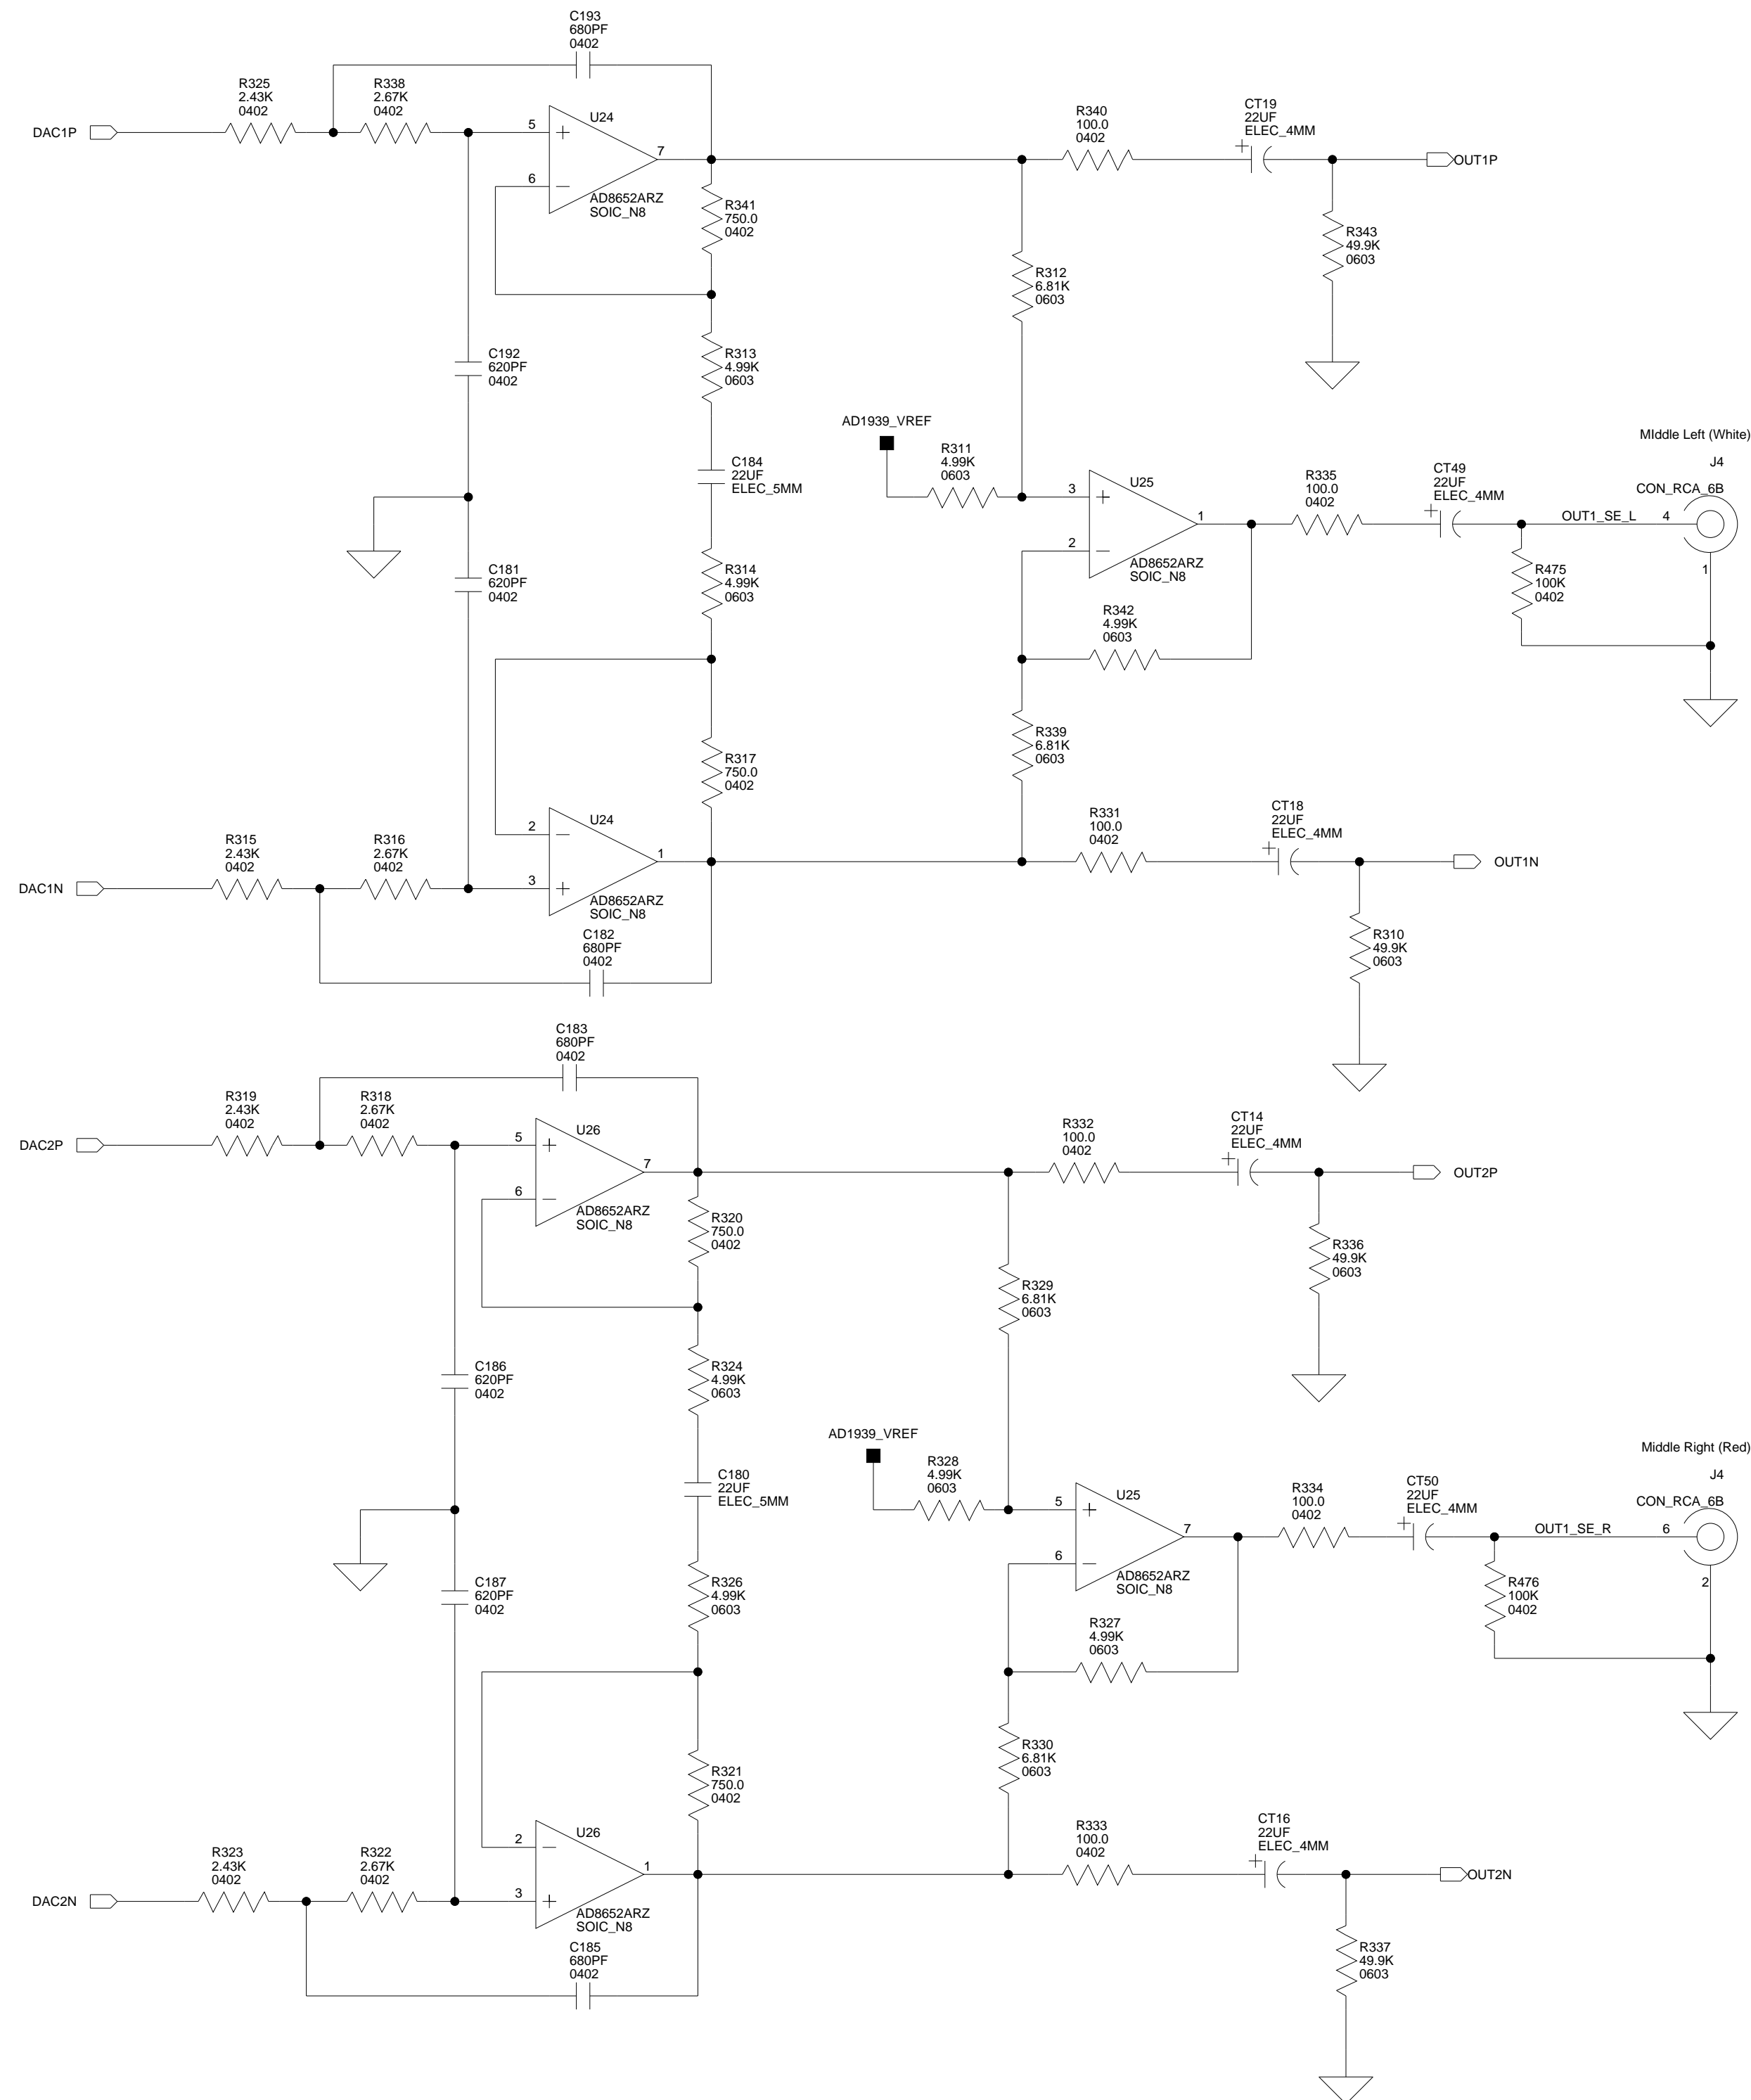 C193
680PF
0402
R325
2.43K
0402
R338
2.67K
0402
DAC1P
5
+
U24
7
6
AD8652ARZ
SOIC_N8
R341
750.0
0402
R340
100.0
0402
CT19
22UF
ELEC_4MM
+
OUT1P
R343
49.9K
0603
R312
6.81K
0603
C192
620PF
0402
R313
4.99K
0603
AD1939_VREF
R311
4.99K
0603
C184
22UF
ELEC_5MM
3
+
U25
1
2
AD8652ARZ
SOIC_N8
R335
100.0
0402
CT49
22UF
ELEC_4MM
+
MIddle Left (White)
J4
CON_RCA_6B
OUT1_SE_L
4
1
R475
100K
0402
C181
620PF
0402
R314
4.99K
0603
R342
4.99K
0603
R339
6.81K
0603
R317
750.0
0402
DAC1N
R315
2.43K
0402
R316
2.67K
0402
2
U24
1
3
+
AD8652ARZ
SOIC_N8
C182
680PF
0402
R331
100.0
0402
CT18
22UF
ELEC_4MM
+
OUT1N
R310
49.9K
0603
C183
680PF
0402
R319
2.43K
0402
R318
2.67K
0402
DAC2P
5
+
U26
7
6
AD8652ARZ
SOIC_N8
R320
750.0
0402
R332
100.0
0402
CT14
22UF
ELEC_4MM
+
OUT2P
R336
49.9K
0603
R329
6.81K
0603
C186
620PF
0402
R324
4.99K
0603
AD1939_VREF
R328
4.99K
0603
C180
22UF
ELEC_5MM
5
+
U25
7
6
AD8652ARZ
SOIC_N8
R334
100.0
0402
CT50
22UF
ELEC_4MM
+
Middle Right (Red)
J4
CON_RCA_6B
OUT1_SE_R
6
2
R476
100K
0402
C187
620PF
0402
R326
4.99K
0603
R327
4.99K
0603
R330
6.81K
0603
R321
750.0
0402
DAC2N
R323
2.43K
0402
R322
2.67K
0402
2
U26
1
3
+
AD8652ARZ
SOIC_N8
C185
680PF
0402
R333
100.0
0402
CT16
22UF
ELEC_4MM
+
OUT2N
R337
49.9K
0603